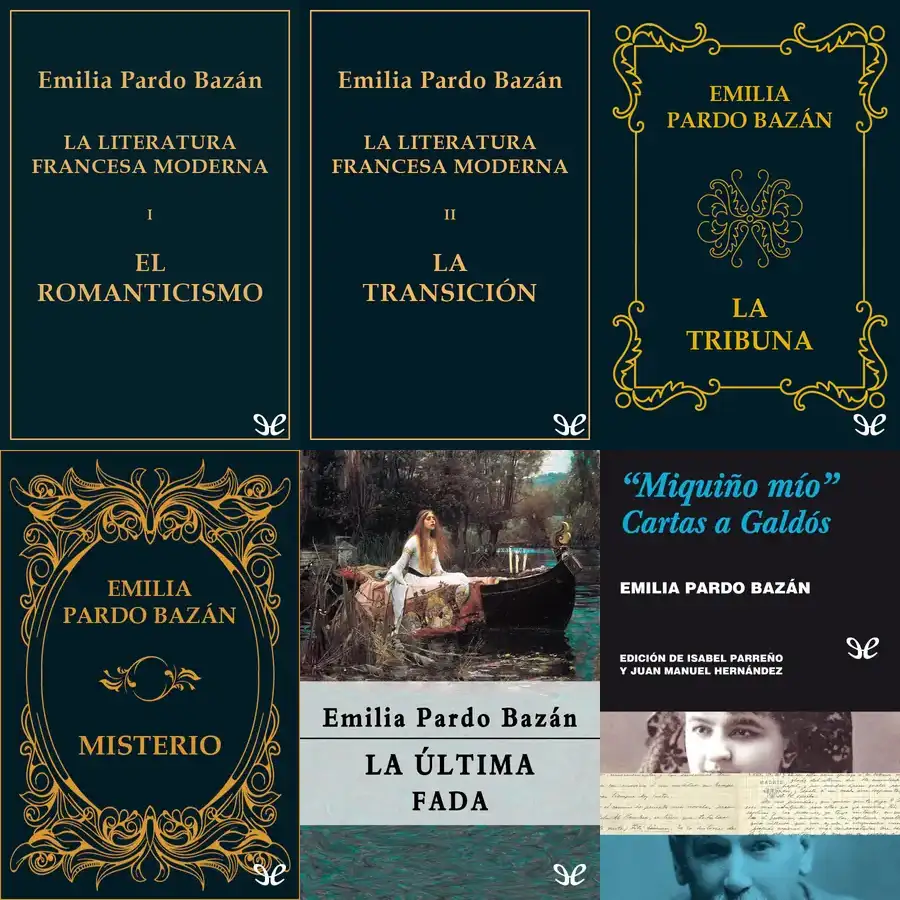 Emilia Pardo Bazán
LA LITERATURA
FRANCESA MODERNA
I
EL
ROMANTICISMO
Emilia Pardo Bazán
LA LITERATURA
FRANCESA MODERNA
II
LA
TRANSICIÓN
EMILIA
PARDO BAZÁN
LA
TRIBUNA
EMILIA
PARDO BAZÁN
MISTERIO
Emilia Pardo Bazán
LA ÚLTIMA
FADA
“Miquiño mío”
Cartas a Galdós
EMILIA PARDO BAZÁN
EDICIÓN DE ISABEL PARREÑO
Y JUAN MANUEL HERNÁNDEZ
MADRID